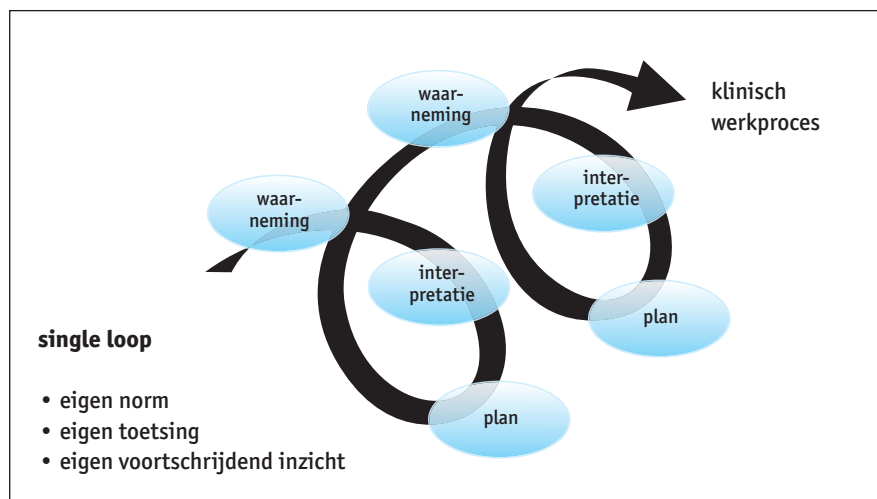 waar-
neming
klinisch
werkproces
waar-
neming
inter-
pretatie
inter-
pretatie
plan
plan
single loop
• eigen norm
• eigen toetsing
• eigen voortschrijdend inzicht